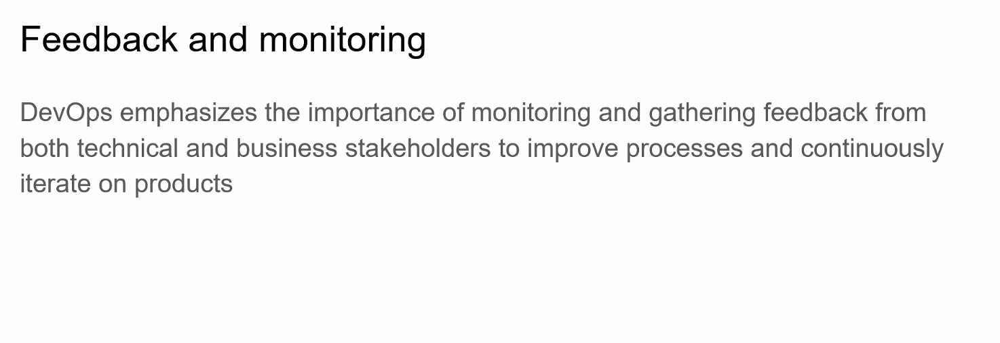 Feedback and monitoring
DevOps emphasizes the importance of monitoring and gathering feedback from
both technical and business stakeholders to improve processes and continuously
iterate on products